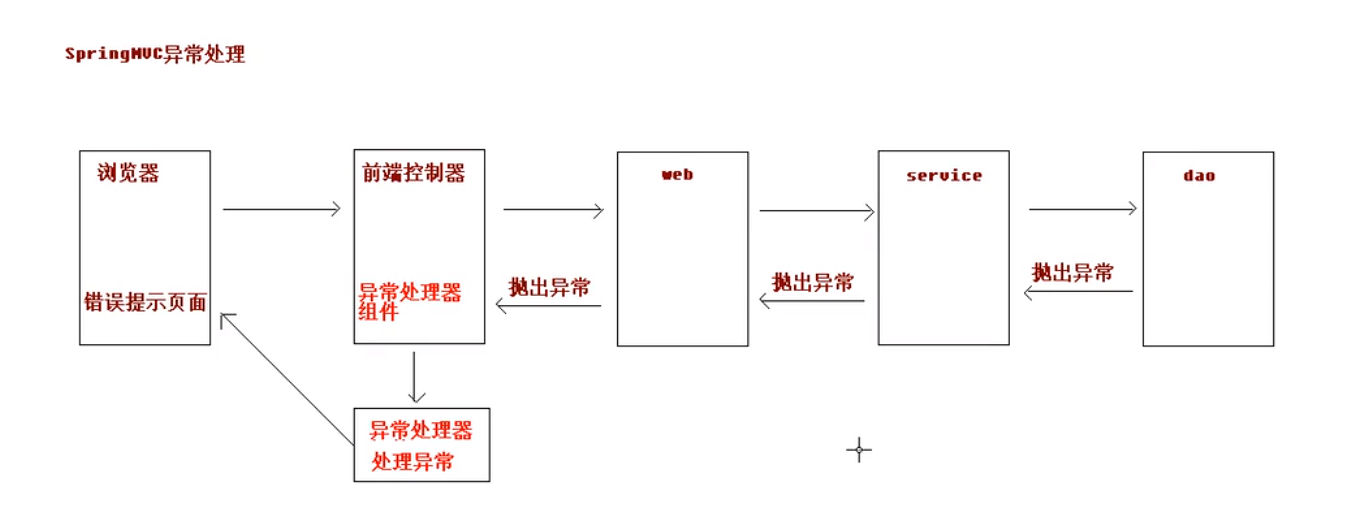 SpringMVC异常处理
浏览器
前端控制器
web
service
dao
错误提示页面
异常处理器
组件
抛出异常
抛出异常
抛出异常
异常处理器
处理异常